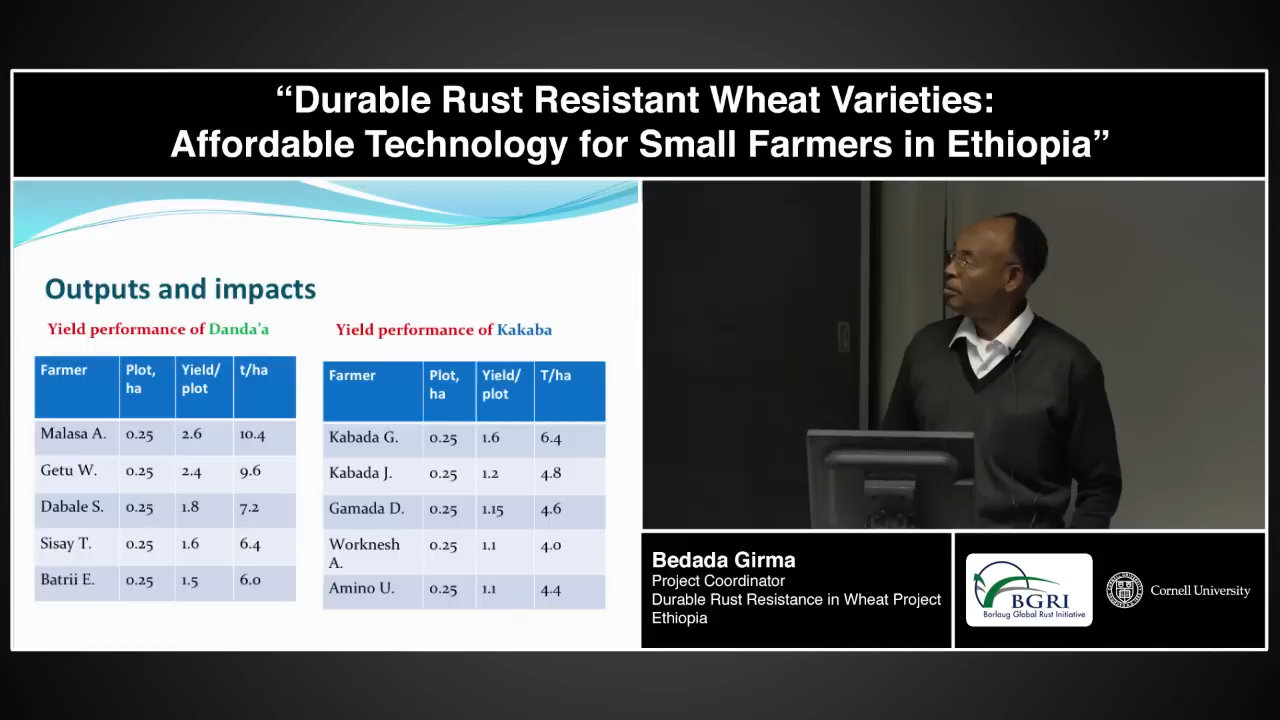 “Durable Rust Resistant Wheat Varieties:
Affordable Technology for Small Farmers in Ethiopia”
Outputs and impacts
Yield performance of Danda’a
Farmer Plot, ha Yield/ plot t/ha
Malasa A. 0.25 2.6 10.4
Getu W. 0.25 2.4 9.6
Dabale S. 0.25 1.8 7.2
Sisay T. 0.25 1.6 6.4
Batrii E. 0.25 1.5 6.0
Yield performance of Kakaba
Farmer Plot, ha Yield/ plot T/ha
Kabada G. 0.25 1.6 6.4
Kabada J. 0.25 1.2 4.8
Gamada D. 0.25 1.15 4.6
Worknesh A. 0.25 1.1 4.0
Amino U. 0.25 1.1 4.4
Bedada Girma
Project Coordinator
Durable Rust Resistance in Wheat Project
Ethiopia
BGRI
Borlaug Global Rust Initiative
Cornell University